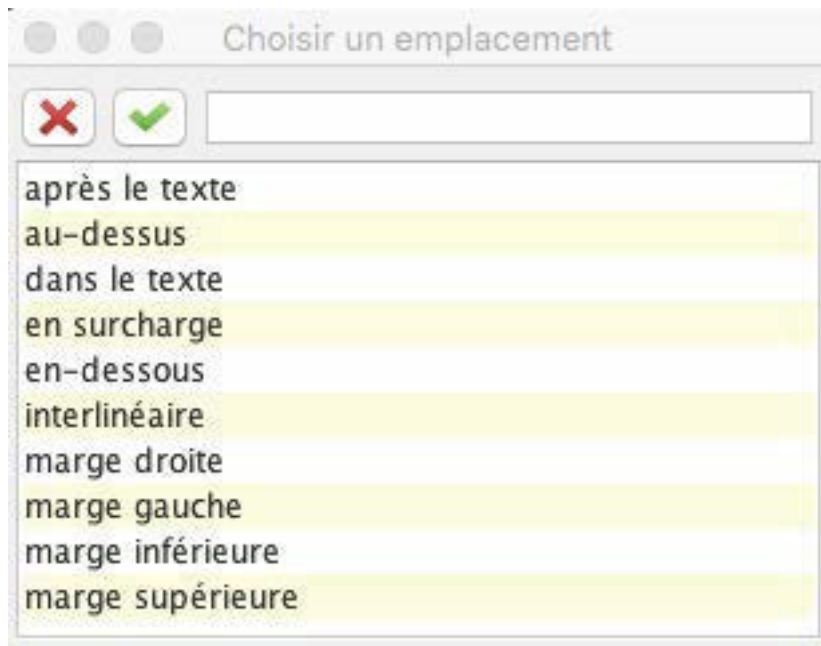 Choisir un emplacement
après le texte
au-dessus
dans le texte
en surcharge
en-dessous
interlinéaire
marge droite
marge gauche
marge inférieure
marge supérieure